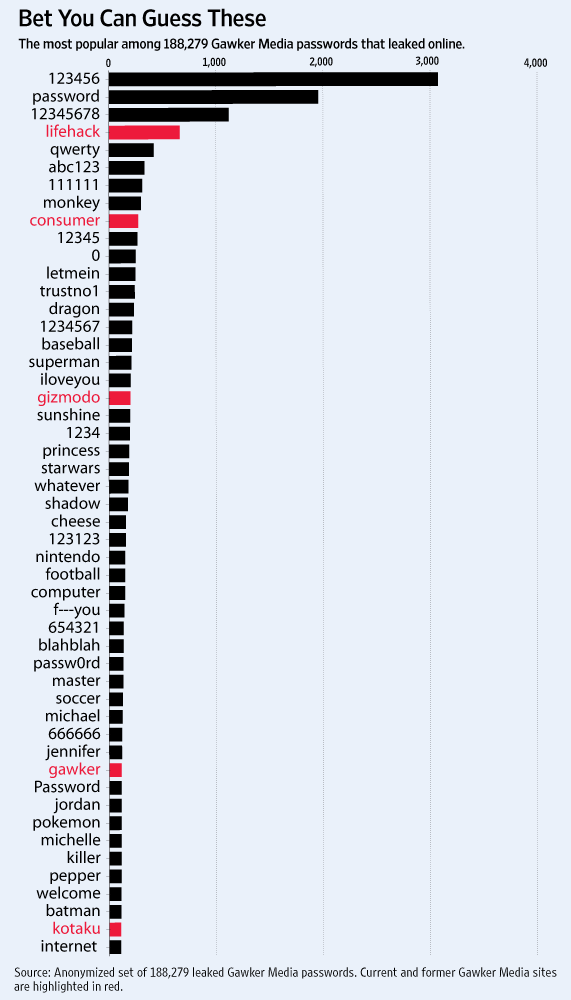 Bet You Can Guess These
The most popular among 188,279 Gawker Media passwords that leaked online.
0 1,000 2,000 3,000 4,000
123456
password
12345678
lifehack
qwerty
abc123
111111
monkey
consumer
12345
0
letmein
trustno1
dragon
1234567
baseball
superman
iloveyou
gizmodo
sunshine
1234
princess
starwars
whatever
shadow
cheese
123123
nintendo
football
computer
f---you
654321
blahblah
passw0rd
master
soccer
michael
666666
jennifer
gawker
Password
jordan
pokemon
michelle
killer
pepper
welcome
batman
kotaku
internet
Source: Anonymized set of 188,279 leaked Gawker Media passwords. Current and former Gawker Media sites
are highlighted in red.